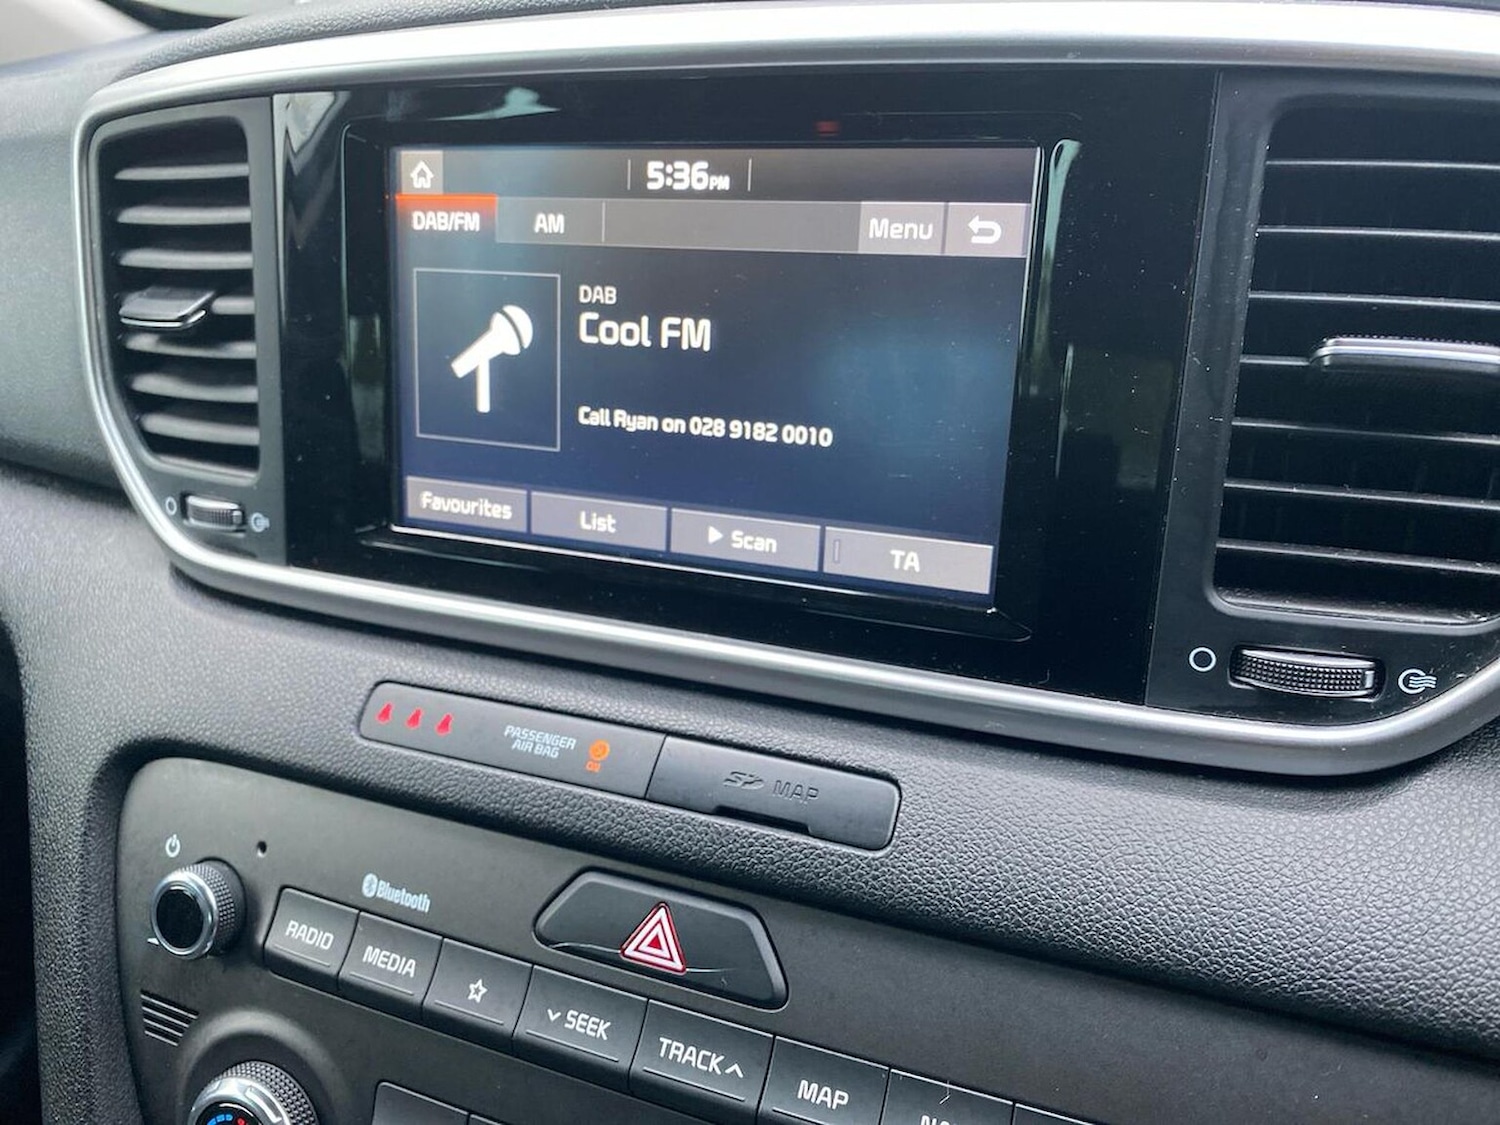 5:36PM
DAB/FM AM Menu
DAB
Cool FM
Call Ryan on 028 9182 0010
Favourites List Scan TA
PASSENGER
AIR BAG
MAP
Bluetooth
RADIO MEDIA SEEK TRACK MAP